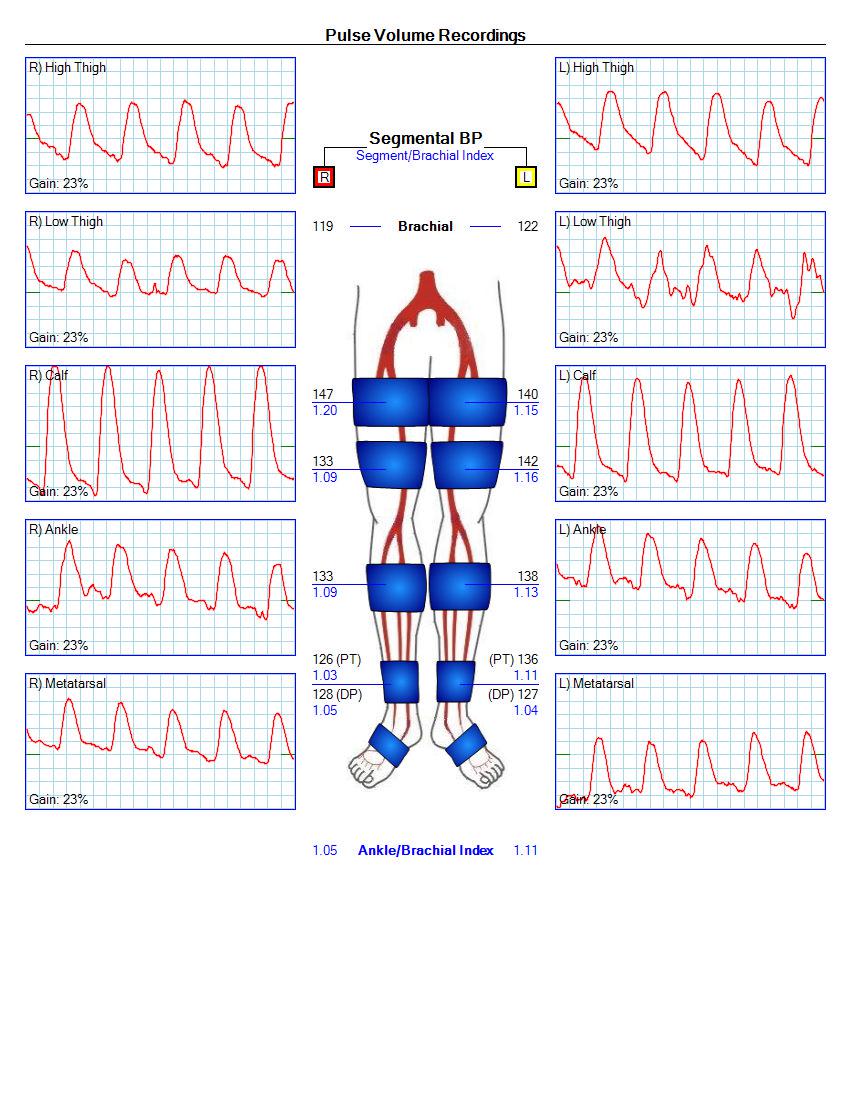 Pulse Volume Recordings
R) High Thigh
Gain: 23%
L) High Thigh
Gain: 23%
Segmental BP
Segment/Brachial Index
R
L
119 Brachial 122
R) Low Thigh
Gain: 23%
L) Low Thigh
Gain: 23%
R) Calf
Gain: 23%
L) Calf
Gain: 23%
147 140
1.20 1.15
133 142
1.09 1.16
R) Ankle
Gain: 23%
L) Ankle
Gain: 23%
133 138
1.09 1.13
126 (PT) (PT) 136
1.03 1.11
128 (DP) (DP) 127
1.05 1.04
R) Metatarsal
Gain: 23%
L) Metatarsal
Gain: 23%
1.05 Ankle/Brachial Index 1.11